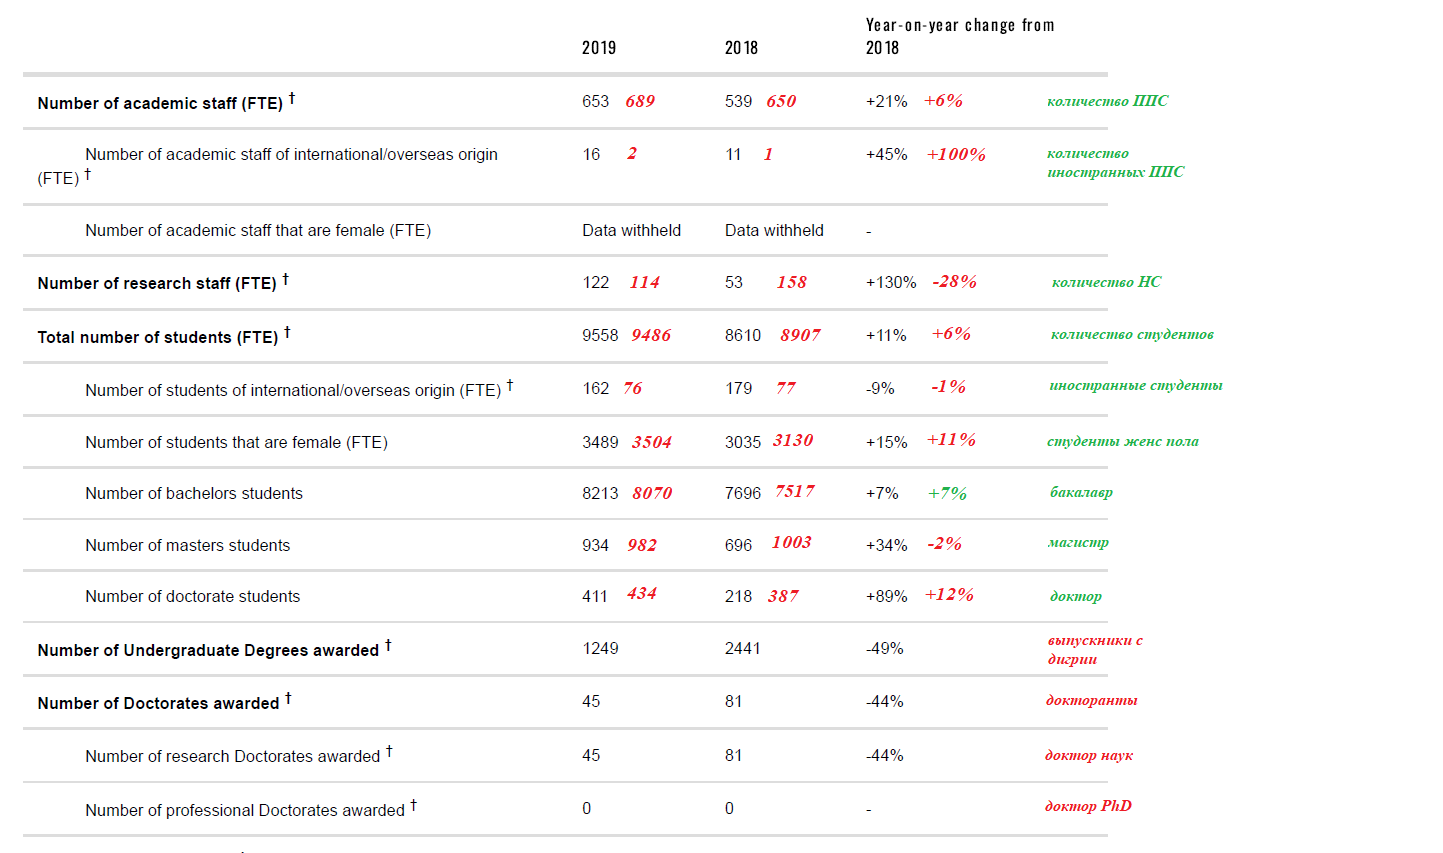 Year-on-year change from
2019 2018 2018
Number of academic staff (FTE) † 653 689 539 650 +21% +6% количество ППС
Number of academic staff of international/overseas origin 16 2 11 1 +45% +100% количество
(FTE) † иностранных ППС
Number of academic staff that are female (FTE) Data withheld Data withheld -
Number of research staff (FTE) † 122 114 53 158 +130% -28% количество НС
Total number of students (FTE) † 9558 9486 8610 8907 +11% +6% количество студентов
Number of students of international/overseas origin (FTE) † 162 76 179 77 -9% -1% иностранные студенты
Number of students that are female (FTE) 3489 3504 3035 3130 +15% +11% студенты женс пола
Number of bachelors students 8213 8070 7696 7517 +7% +7% бакалавр
Number of masters students 934 982 696 1003 +34% -2% магистр
Number of doctorate students 411 434 218 387 +89% +12% доктор
Number of Undergraduate Degrees awarded † 1249 2441 -49% выпускники с
дигрии
Number of Doctorates awarded † 45 81 -44% докторанты
Number of research Doctorates awarded † 45 81 -44% доктор наук
Number of professional Doctorates awarded † 0 0 - доктор PhD